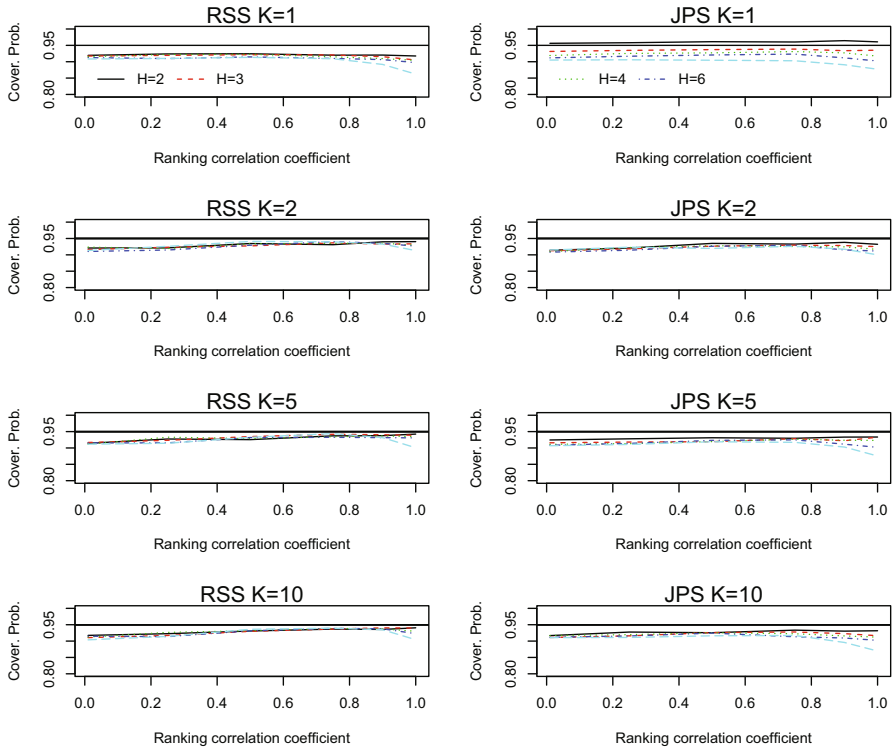 RSS K=1
Cover. Prob.
0.95
0.80
H=2 H=3
0.0 0.2 0.4 0.6 0.8 1.0
Ranking correlation coefficient
JPS K=1
Cover. Prob.
0.95
0.80
H=4 H=6
0.0 0.2 0.4 0.6 0.8 1.0
Ranking correlation coefficient
RSS K=2
Cover. Prob.
0.95
0.80
0.0 0.2 0.4 0.6 0.8 1.0
Ranking correlation coefficient
JPS K=2
Cover. Prob.
0.95
0.80
0.0 0.2 0.4 0.6 0.8 1.0
Ranking correlation coefficient
RSS K=5
Cover. Prob.
0.95
0.80
0.0 0.2 0.4 0.6 0.8 1.0
Ranking correlation coefficient
JPS K=5
Cover. Prob.
0.95
0.80
0.0 0.2 0.4 0.6 0.8 1.0
Ranking correlation coefficient
RSS K=10
Cover. Prob.
0.95
0.80
0.0 0.2 0.4 0.6 0.8 1.0
Ranking correlation coefficient
JPS K=10
Cover. Prob.
0.95
0.80
0.0 0.2 0.4 0.6 0.8 1.0
Ranking correlation coefficient